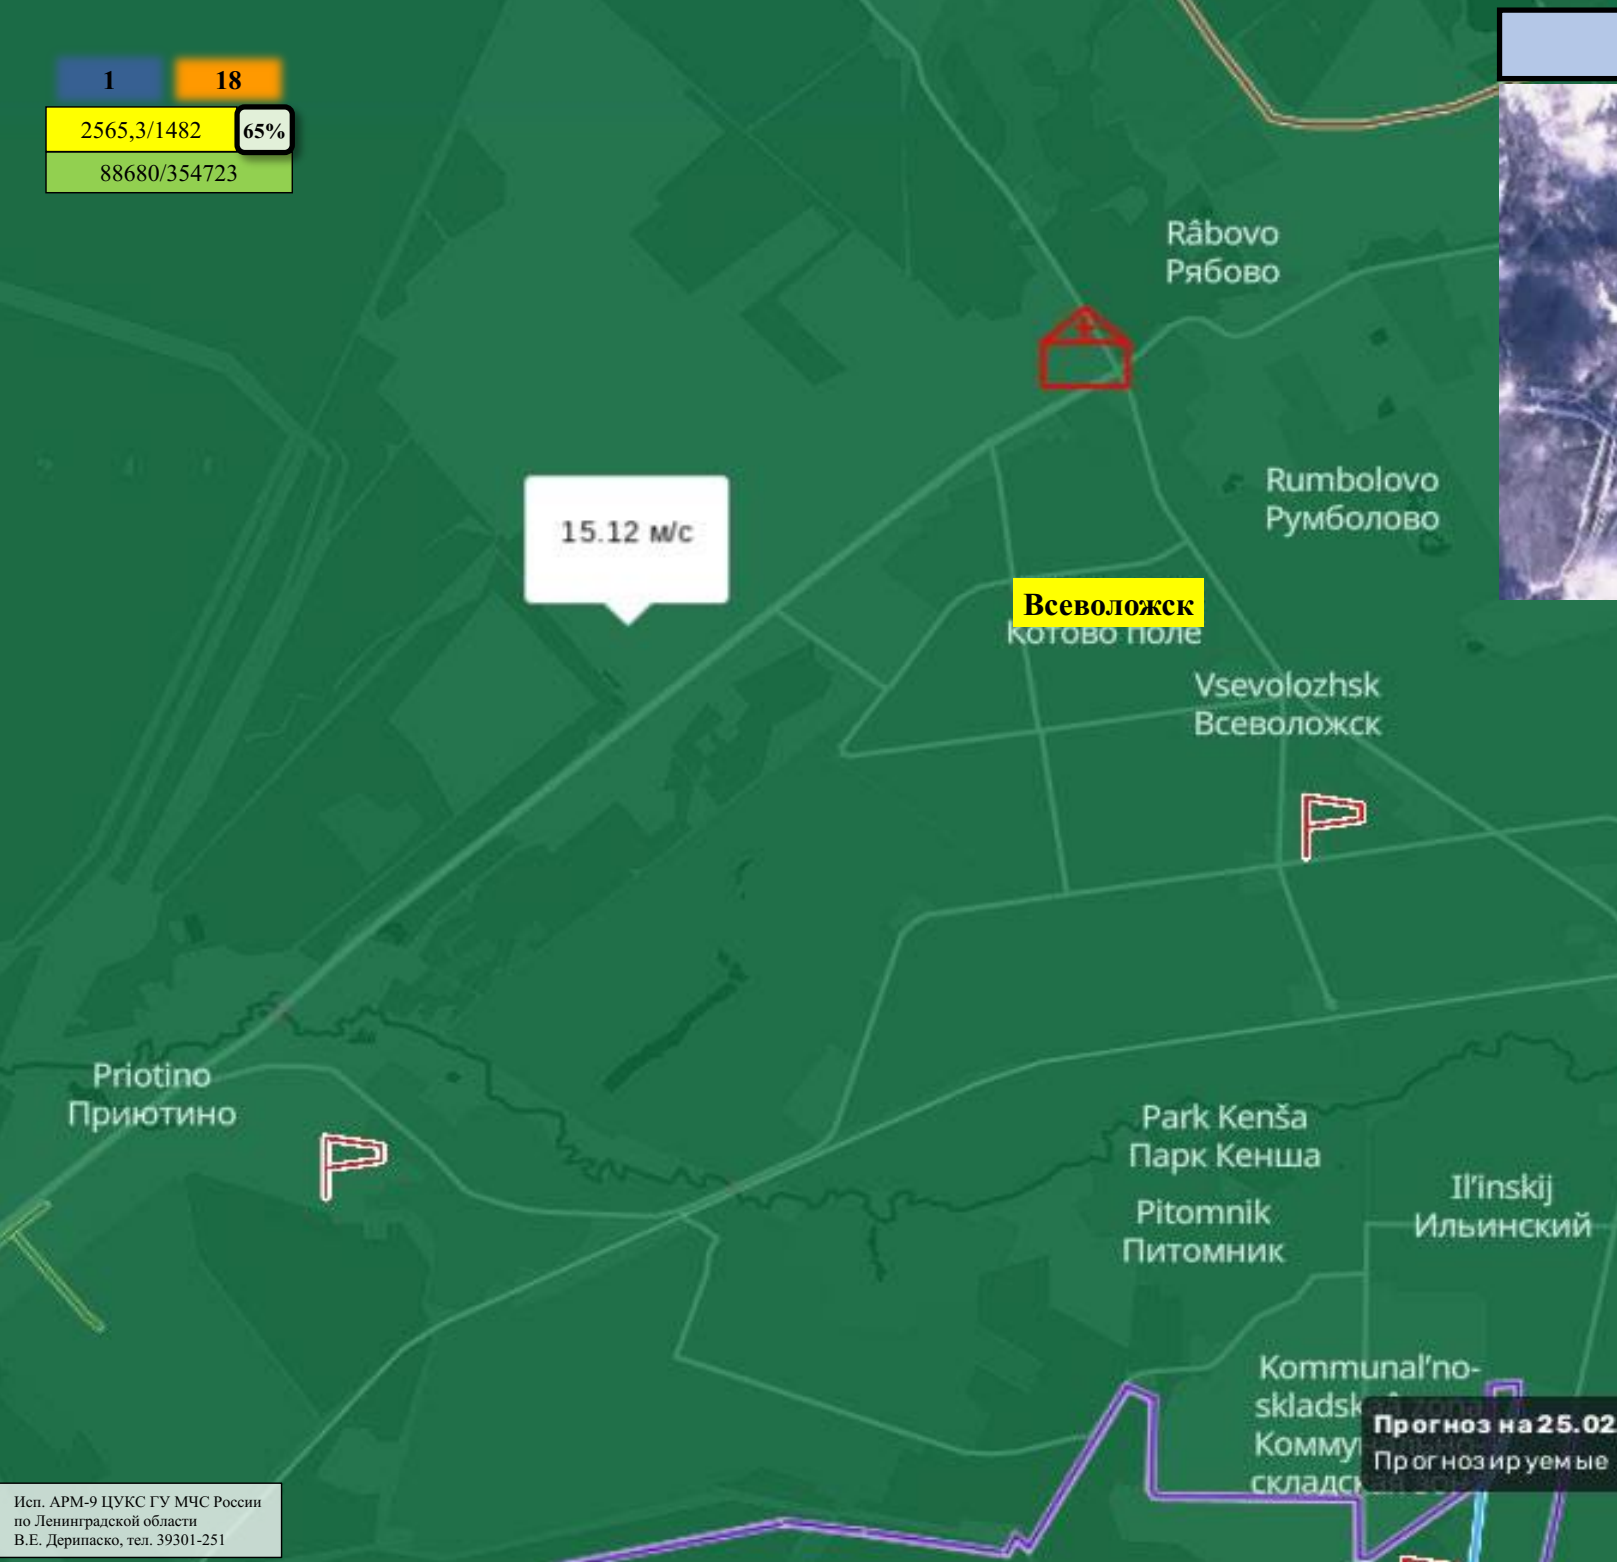 1
18
2565,3/1482
65%
88680/354723
Râbovo
Рябово
Rumbolovo
Румболово
15.12 м/с
Всеволожск
Котово поле
Vsevolozhsk
Всеволожск
Priotino
Приютино
Park Kenša
Парк Кенша
Pitomnik
Питомник
Il'inskij
Ильинский
Kommunal'no-
Прогноз на 25.02
Прогнозируемые
Исп. АРМ-9 ЦУКС ГУ МЧС России
по Ленинградской области
В.Е. Дерипаско, тел. 39301-251